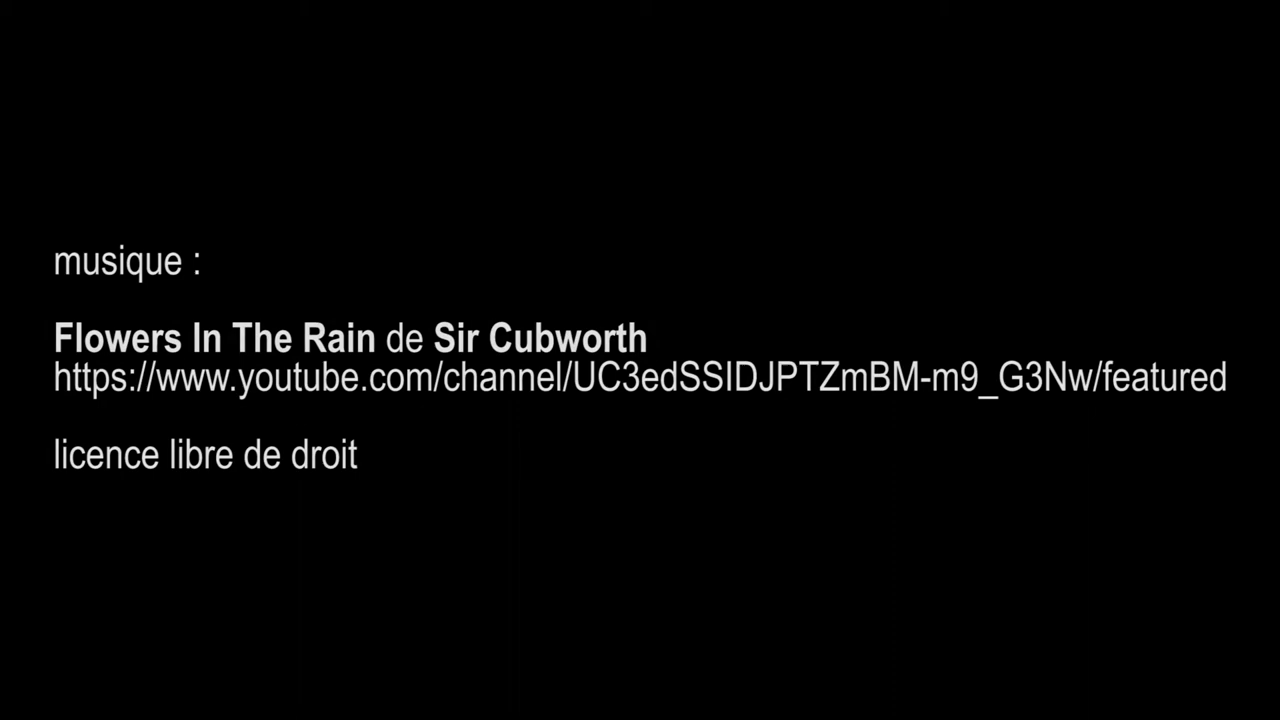 musique :
Flowers In The Rain de Sir Cubworth
https://www.youtube.com/channel/UC3edSSIDJPTZmBM-m9_G3Nw/featured
licence libre de droit